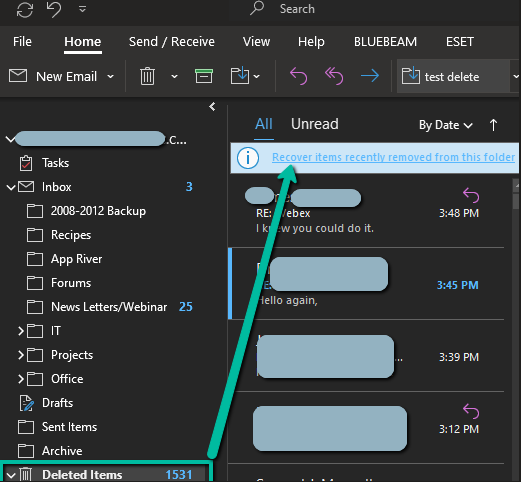 Search
File Home Send / Receive View Help BLUEBEAM ESET
New Email test delete
All Unread By Date
.c...
Recover items recently removed from this folder
Tasks
Inbox 3
2008-2012 Backup
Recipes
App River
Forums
News Letters/Webinar 25
IT
Projects
Office
Drafts
Sent Items
Archive
Deleted Items 1531
RE: 3:48 PM
I knew you could do it.
3:45 PM
Hello again,
... 3:39 PM
3:12 PM